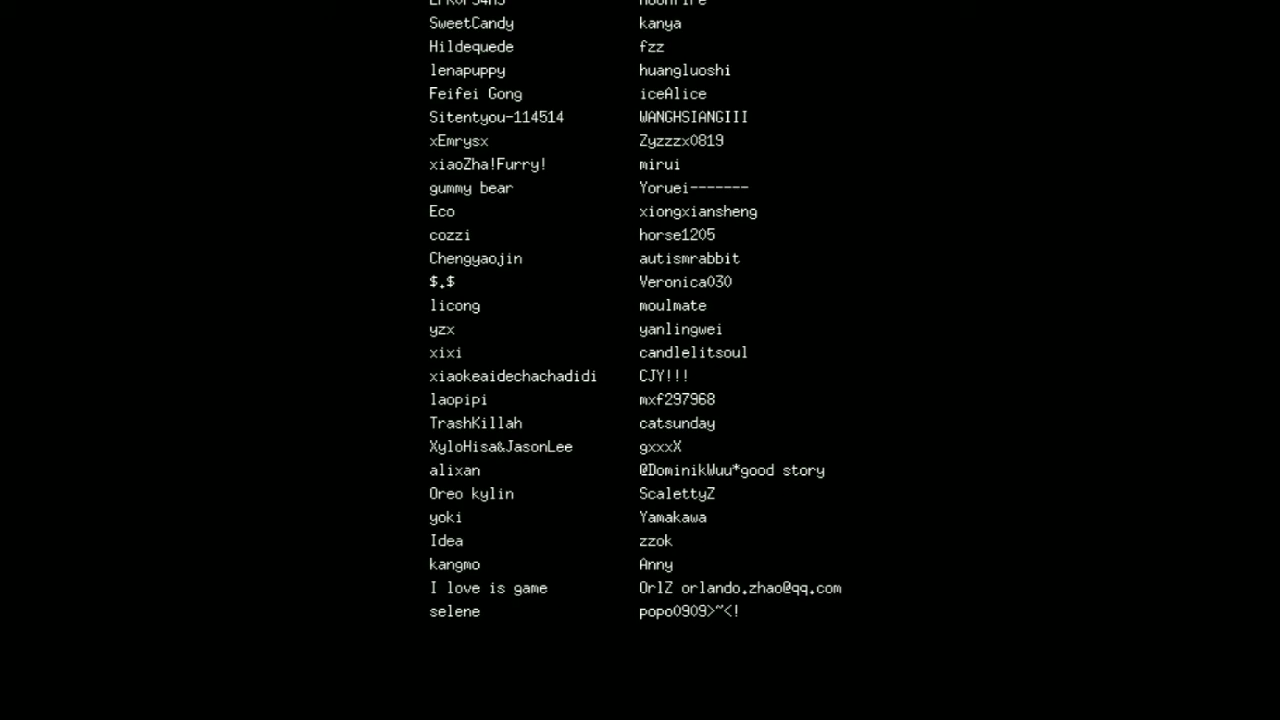 SweetCandy kanya
Hildequede fzz
lenapuppy huangluoshi
Feifei Gong iceAlice
Sitentyou-114514 WANGHSIANGIII
xEmrysx Zyzzzx0819
xiaoZha!Furry! mirui
gummy bear Yoruei-------
Eco xiongxiansheng
cozzi horse1205
Chengyaojin autismrabbit
$.$ Veronica030
licong moulmate
yzx yanlingwei
xixi candlelitsoul
xiaokeaidechachadidi CJY!!!
laopipi mxf297968
TrashKillah catsunday
XyloHisa&JasonLee gxxxX
alixan @DominikWuu*good story
Oreo kylin ScalettyZ
yoki Yamakawa
Idea zzok
kangmo Anny
I love is game OrlZ orlando.zhao@qq.com
selene popo0909>~<!